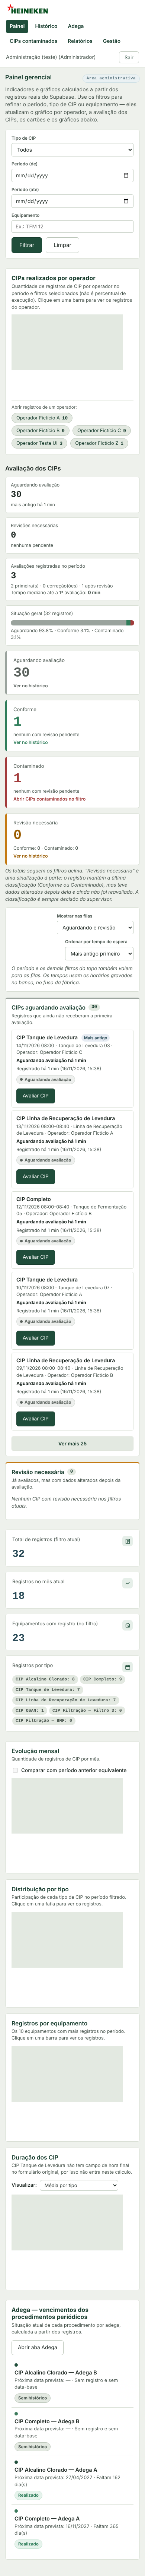 HEINEKEN
Painel Histórico Adega
CIPs contaminados Relatórios Gestão
Administração (teste) (Administrador) Sair
Painel gerencial Área administrativa
Indicadores e gráficos calculados a partir dos
registros reais do Supabase. Use os filtros para
refinar por período, tipo de CIP ou equipamento — eles
atualizam o gráfico por operador, a avaliação dos
CIPs, os cartões e os gráficos abaixo.
Tipo de CIP
Todos
Período (de)
mm/dd/yyyy
Período (até)
mm/dd/yyyy
Equipamento
Ex.: TFM 12
Filtrar Limpar
CIPs realizados por operador
Quantidade de registros de CIP por operador no
período e filtros selecionados (não é percentual de
execução). Clique em uma barra para ver os registros
do operador.
Abrir registros de um operador:
Operador Fictício A 10
Operador Fictício B 9 Operador Fictício C 9
Operador Teste UI 3 Operador Fictício Z 1
Avaliação dos CIPs
Aguardando avaliação
30
mais antigo há 1 min
Revisões necessárias
0
nenhuma pendente
Avaliações registradas no período
3
2 primeira(s) · 0 correção(ões) · 1 após revisão
Tempo mediano até a 1ª avaliação: 0 min
Situação geral (32 registros)
Aguardando 93.8% · Conforme 3.1% · Contaminado
3.1%
Aguardando avaliação
30
Ver no histórico
Conforme
1
nenhum com revisão pendente
Ver no histórico
Contaminado
1
nenhum com revisão pendente
Abrir CIPs contaminados no filtro
Revisão necessária
0
Conforme: 0 · Contaminado: 0
Ver no histórico
Os totais seguem os filtros acima. "Revisão necessária" é
uma sinalização à parte: o registro mantém a última
classificação (Conforme ou Contaminado), mas teve
dados alterados depois dela e ainda não foi reavaliado. A
classificação só muda com uma nova avaliação.
Mostrar nas filas
Aguardando e revisão
Ordenar por tempo de espera
Mais antigo primeiro
O período e os demais filtros do topo também valem
para as filas. Os tempos usam os horários gravados
no banco, no fuso da fábrica.
CIPs aguardando avaliação 30
Registros que ainda não receberam a primeira
avaliação.
CIP Tanque de Levedura Mais antigo
Operador: Operador Fictício C
Aguardando avaliação há 1 min
Registrado há 1 min (16/11/2026, 15:38)
Aguardando avaliação
Avaliar CIP
CIP Linha de Recuperação de Levedura
13/11/2026 08:00–08:40 · Linha de Recuperação
de Levedura · Operador: Operador Fictício A
Aguardando avaliação há 1 min
Registrado há 1 min (16/11/2026, 15:38)
Aguardando avaliação
Avaliar CIP
CIP Completo
12/11/2026 08:00–08:40 · Tanque de Fermentação
01 · Operador: Operador Fictício B
Aguardando avaliação há 1 min
Registrado há 1 min (16/11/2026, 15:38)
Aguardando avaliação
Avaliar CIP
CIP Tanque de Levedura
10/11/2026 08:00 · Tanque de Levedura 07 ·
Operador: Operador Fictício A
Aguardando avaliação há 1 min
Registrado há 1 min (16/11/2026, 15:38)
Aguardando avaliação
Avaliar CIP
CIP Linha de Recuperação de Levedura
09/11/2026 08:00–08:40 · Linha de Recuperação
de Levedura · Operador: Operador Fictício B
Aguardando avaliação há 1 min
Registrado há 1 min (16/11/2026, 15:38)
Aguardando avaliação
Avaliar CIP
Ver mais 25
Revisão necessária 0
Já avaliados, mas com dados alterados depois da
avaliação.
Nenhum CIP com revisão necessária nos filtros
atuais.
Total de registros (filtro atual)
32
Registros no mês atual
18
Equipamentos com registro (no filtro)
23
Registros por tipo
CIP Alcalino Clorado: 8 CIP Completo: 6
CIP Tanque de Levedura: 7
CIP Linha de Recuperação de Levedura: 7
CIP DSAN: 1 CIP Filtração – Filtro 3: 0
CIP Filtração – BMF: 0
Evolução mensal
Quantidade de registros de CIP por mês.
Comparar com período anterior equivalente
Distribuição por tipo
Participação de cada tipo de CIP no período filtrado.
Clique em uma fatia para ver os registros.
Registros por equipamento
Os 10 equipamentos com mais registros no período.
Clique em uma barra para ver os registros.
Duração dos CIP
CIP Tanque de Levedura não tem campo de hora final
no formulário original; por isso não entra neste cálculo.
Visualizar: Média por tipo
Adega — vencimentos dos
procedimentos periódicos
Situação atual de cada procedimento por adega,
calculada a partir dos registros.
Abrir aba Adega
CIP Alcalino Clorado — Adega B
Próxima data prevista: — · Sem registro e sem
data-base
Sem histórico
CIP Completo — Adega B
Próxima data prevista: — · Sem registro e sem
data-base
Sem histórico
CIP Alcalino Clorado — Adega A
Próxima data prevista: 27/04/2027 · Faltam 162
dia(s)
Realizado
CIP Completo — Adega A
Próxima data prevista: 16/11/2027 · Faltam 365
dia(s)
Realizado